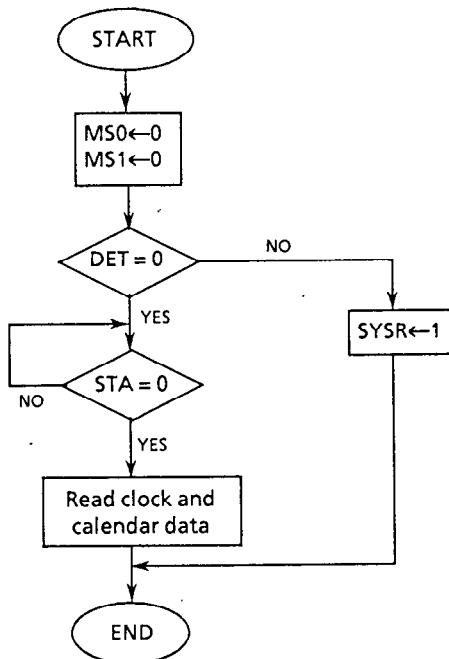 START
MS0←0
MS1←0
DET = 0
NO
YES
SYSR←1
STA = 0
NO
YES
Read clock and
calendar data
END